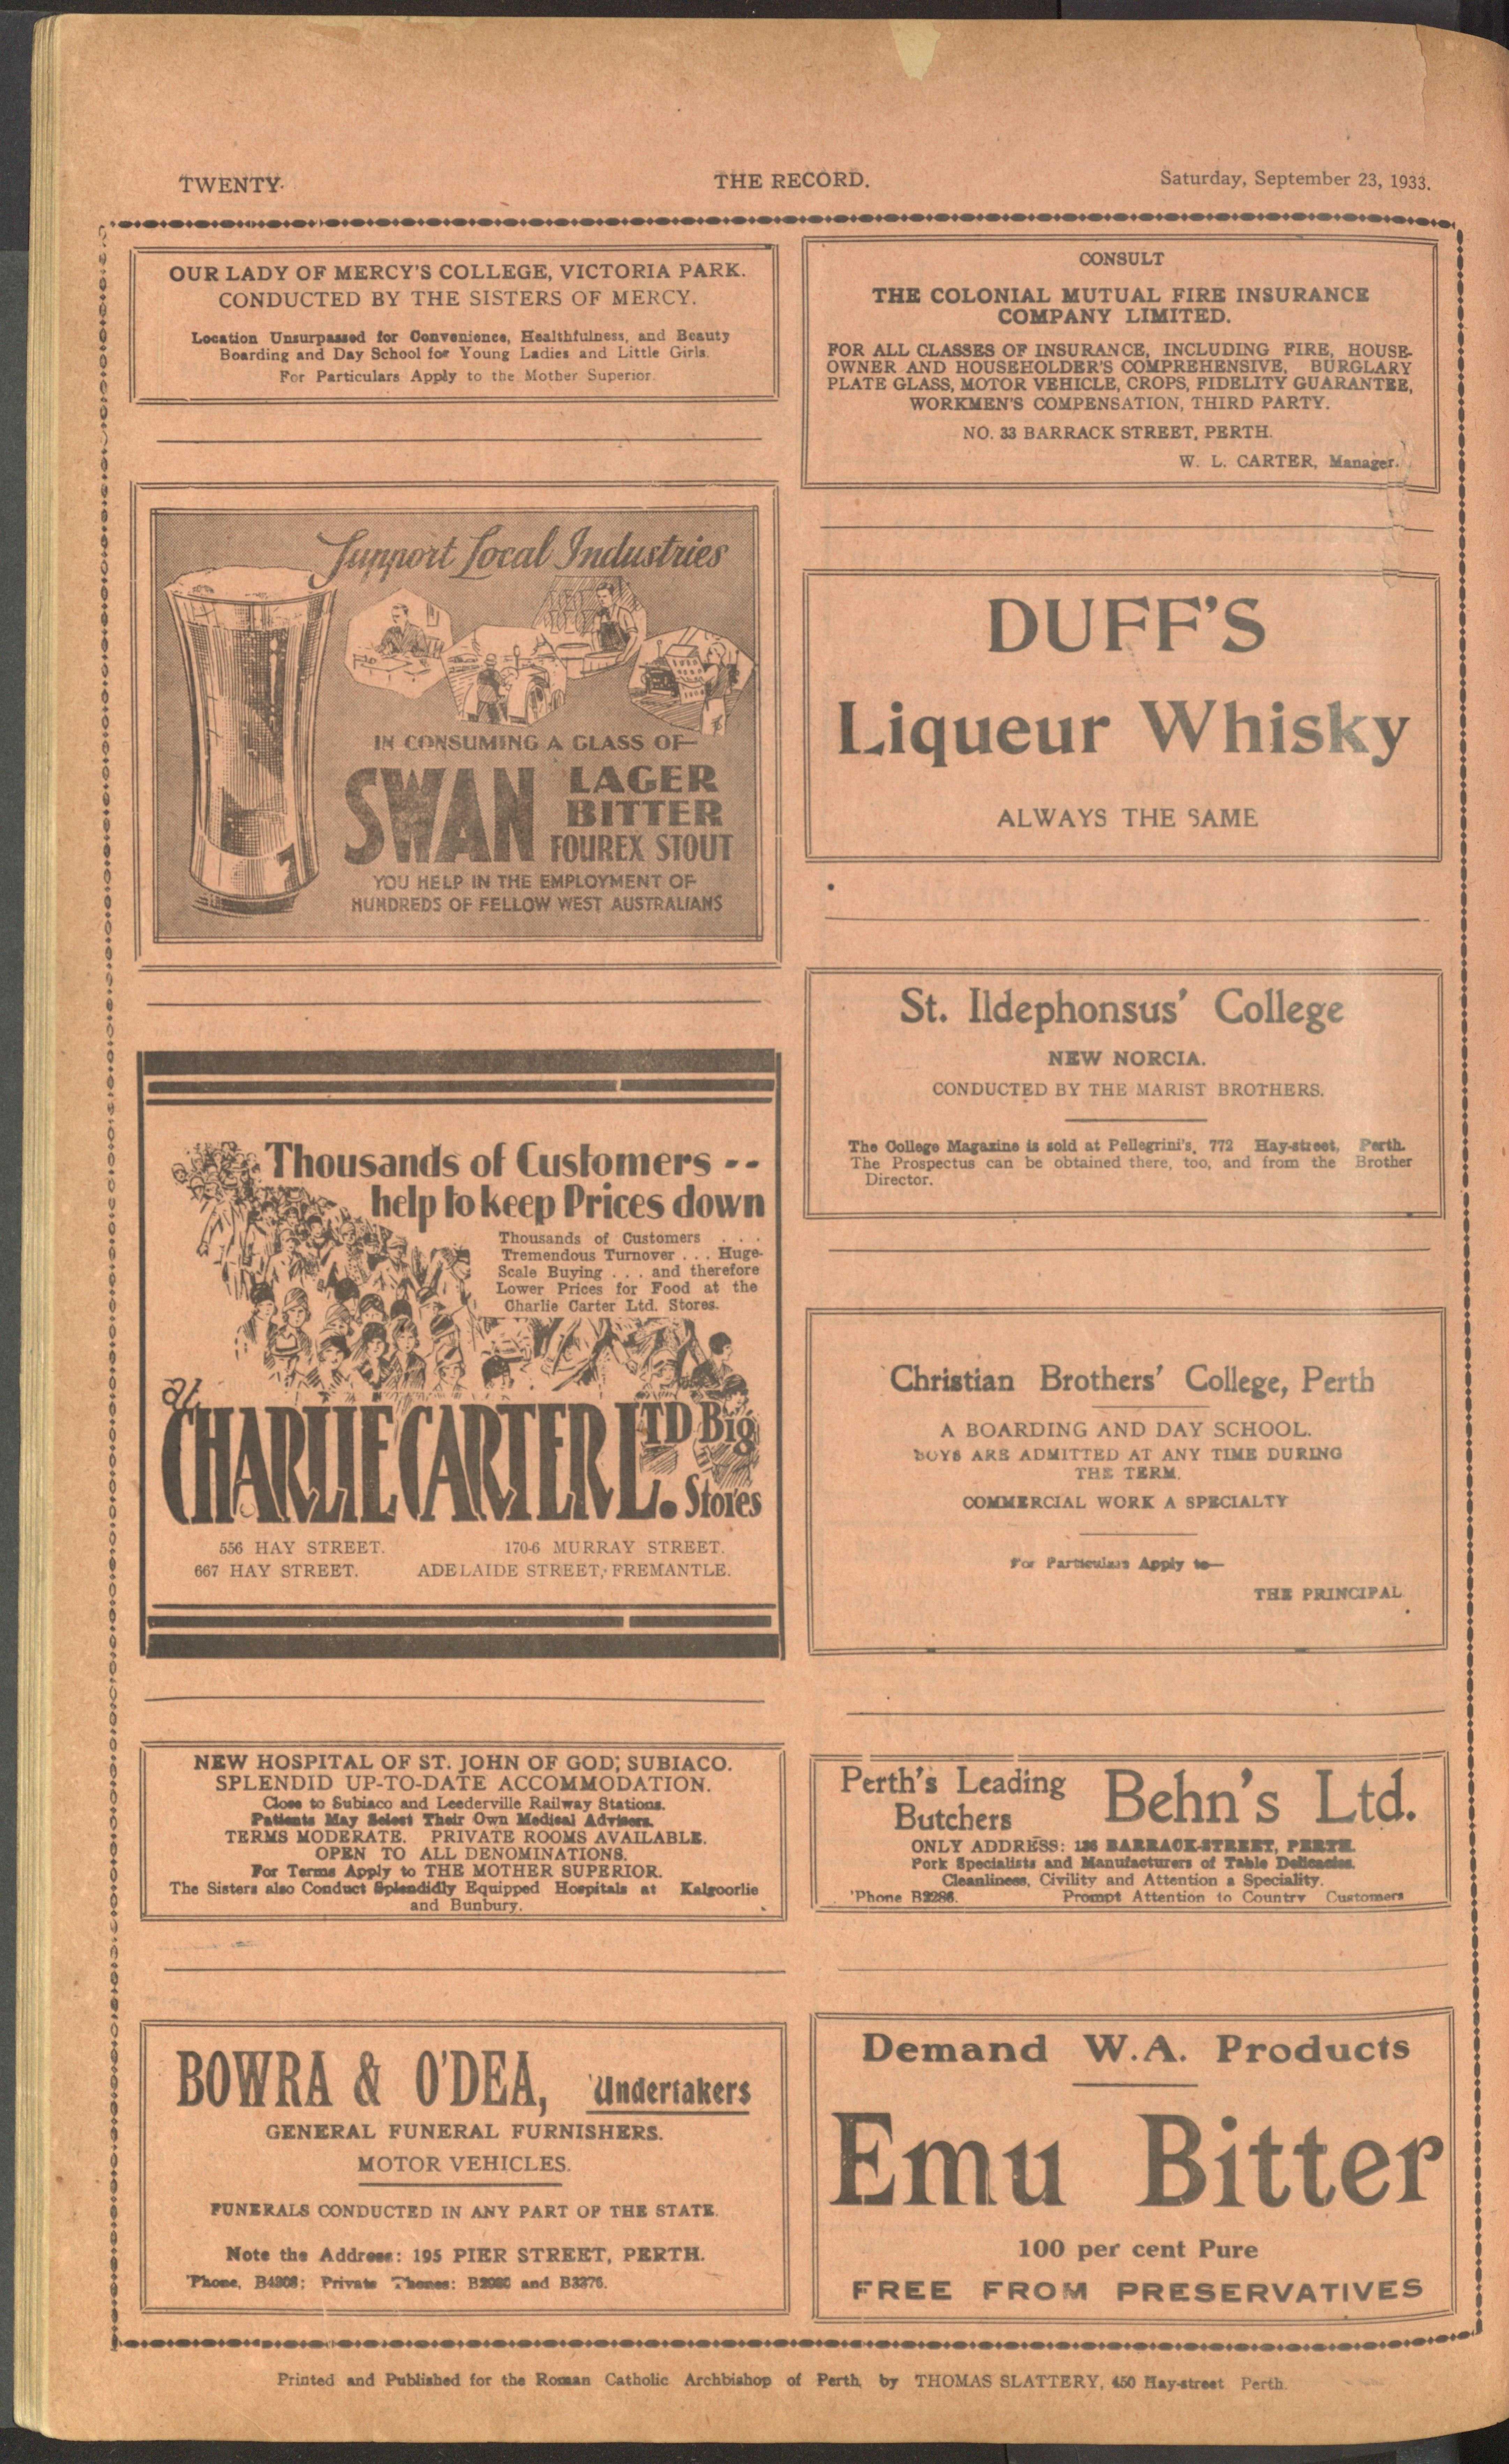 TWENTY. THE RECORD. Saturday, September 23, 1933.
OUR LADY OF MERCY'S COLLEGE, VICTORIA PARK.
CONDUCTED BY THE SISTERS OF MERCY.
Location Unsurpassed for Convenience, Healthfulness, and Beauty
Boarding and Day School for Young Ladies and Little Girls.
For Particulars Apply to the Mother Superior.
Support Local Industries
IN CONSUMING A GLASS OF—
SWAN LAGER
BITTER
FOUREX STOUT
YOU HELP IN THE EMPLOYMENT OF
HUNDREDS OF FELLOW WEST AUSTRALIANS
Thousands of Customers --
help to keep Prices down
Thousands of Customers . . .
Tremendous Turnover . . . Huge-
Scale Buying . . . and therefore
Lower Prices for Food at the
Charlie Carter Ltd. Stores.
at
CHARLIE CARTER LTD. Big
Stores
556 HAY STREET. 170-6 MURRAY STREET.
667 HAY STREET. ADELAIDE STREET, FREMANTLE.
NEW HOSPITAL OF ST. JOHN OF GOD, SUBIACO.
SPLENDID UP-TO-DATE ACCOMMODATION.
Close to Subiaco and Leederville Railway Stations.
Patients May Select Their Own Medical Advisers.
TERMS MODERATE. PRIVATE ROOMS AVAILABLE.
OPEN TO ALL DENOMINATIONS.
For Terms Apply to THE MOTHER SUPERIOR.
The Sisters also Conduct Splendidly Equipped Hospitals at Kalgoorlie
and Bunbury.
BOWRA & O'DEA, Undertakers
GENERAL FUNERAL FURNISHERS.
MOTOR VEHICLES.
FUNERALS CONDUCTED IN ANY PART OF THE STATE.
Note the Address: 195 PIER STREET, PERTH.
'Phone, B4308; Private 'Phones: and B3376.
CONSULT
THE COLONIAL MUTUAL FIRE INSURANCE
COMPANY LIMITED.
FOR ALL CLASSES OF INSURANCE, INCLUDING FIRE, HOUSE-
OWNER AND HOUSEHOLDER'S COMPREHENSIVE, BURGLARY
PLATE GLASS, MOTOR VEHICLE, CROPS, FIDELITY GUARANTEE,
WORKMEN'S COMPENSATION, THIRD PARTY.
NO. 33 BARRACK STREET, PERTH.
W. L. CARTER, Manager.
DUFF'S
Liqueur Whisky
ALWAYS THE SAME
St. Ildephonsus' College
NEW NORCIA.
CONDUCTED BY THE MARIST BROTHERS.
The College Magazine is sold at Pellegrini's, 772 Hay-street, Perth.
The Prospectus can be obtained there, too, and from the Brother
Director.
Christian Brothers' College, Perth
A BOARDING AND DAY SCHOOL.
BOYS ARE ADMITTED AT ANY TIME DURING
THE TERM.
COMMERCIAL WORK A SPECIALTY
For Particulars Apply to—
THE PRINCIPAL.
Perth's Leading
Butchers
Behn's Ltd.
ONLY ADDRESS: 136 BARRACK-STREET, PERTH.
Pork Specialists and Manufacturers of Table Delicacies.
Cleanliness, Civility and Attention a Speciality.
'Phone B2286. Prompt Attention to Country Customers
Demand W.A. Products
Emu Bitter
100 per cent Pure
FREE FROM PRESERVATIVES
Printed and Published for the Roman Catholic Archbishop of Perth, by THOMAS SLATTERY, 450 Hay-street Perth.